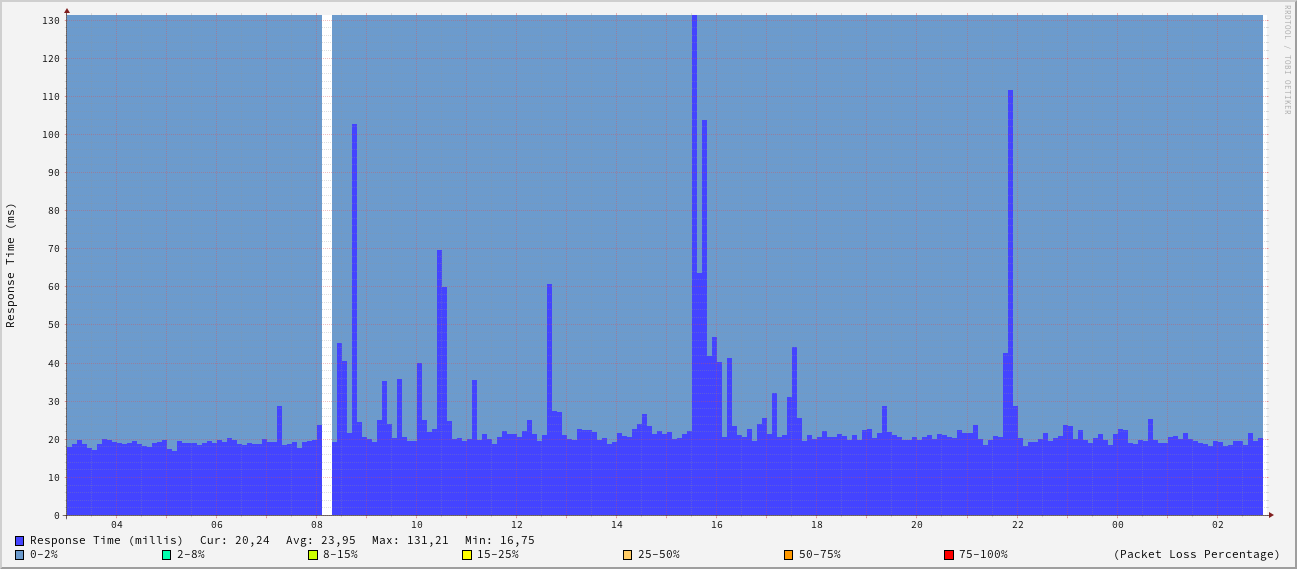 RRDTOOL / TOBI OETIKER
Response Time (ms)
130
120
110
100
90
80
70
60
50
40
30
20
10
0
04 06 08 10 12 14 16 18 20 22 00 02
Response Time (millis) Cur: 20,24 Avg: 23,95 Max: 131,21 Min: 16,75
0-2% 2-8% 8-15% 15-25% 25-50% 50-75% 75-100% (Packet Loss Percentage)